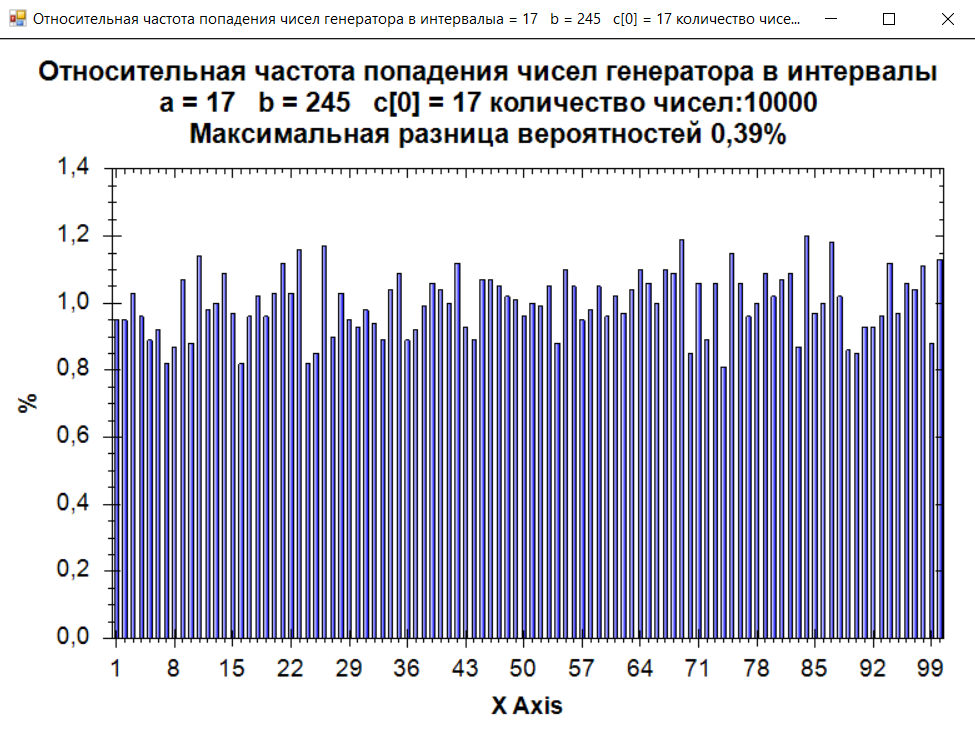 Относительная частота попадения чисел генератора в интервалыa = 17 b = 245 c[0] = 17 количество чисе...
Относительная частота попадения чисел генератора в интервалы
a = 17 b = 245 c[0] = 17 количество чисел:10000
Максимальная разница вероятностей 0,39%
1,4
1,2
1,0
0,8
0,6
0,4
0,2
0,0
%
1 8 15 22 29 36 43 50 57 64 71 78 85 92 99
X Axis